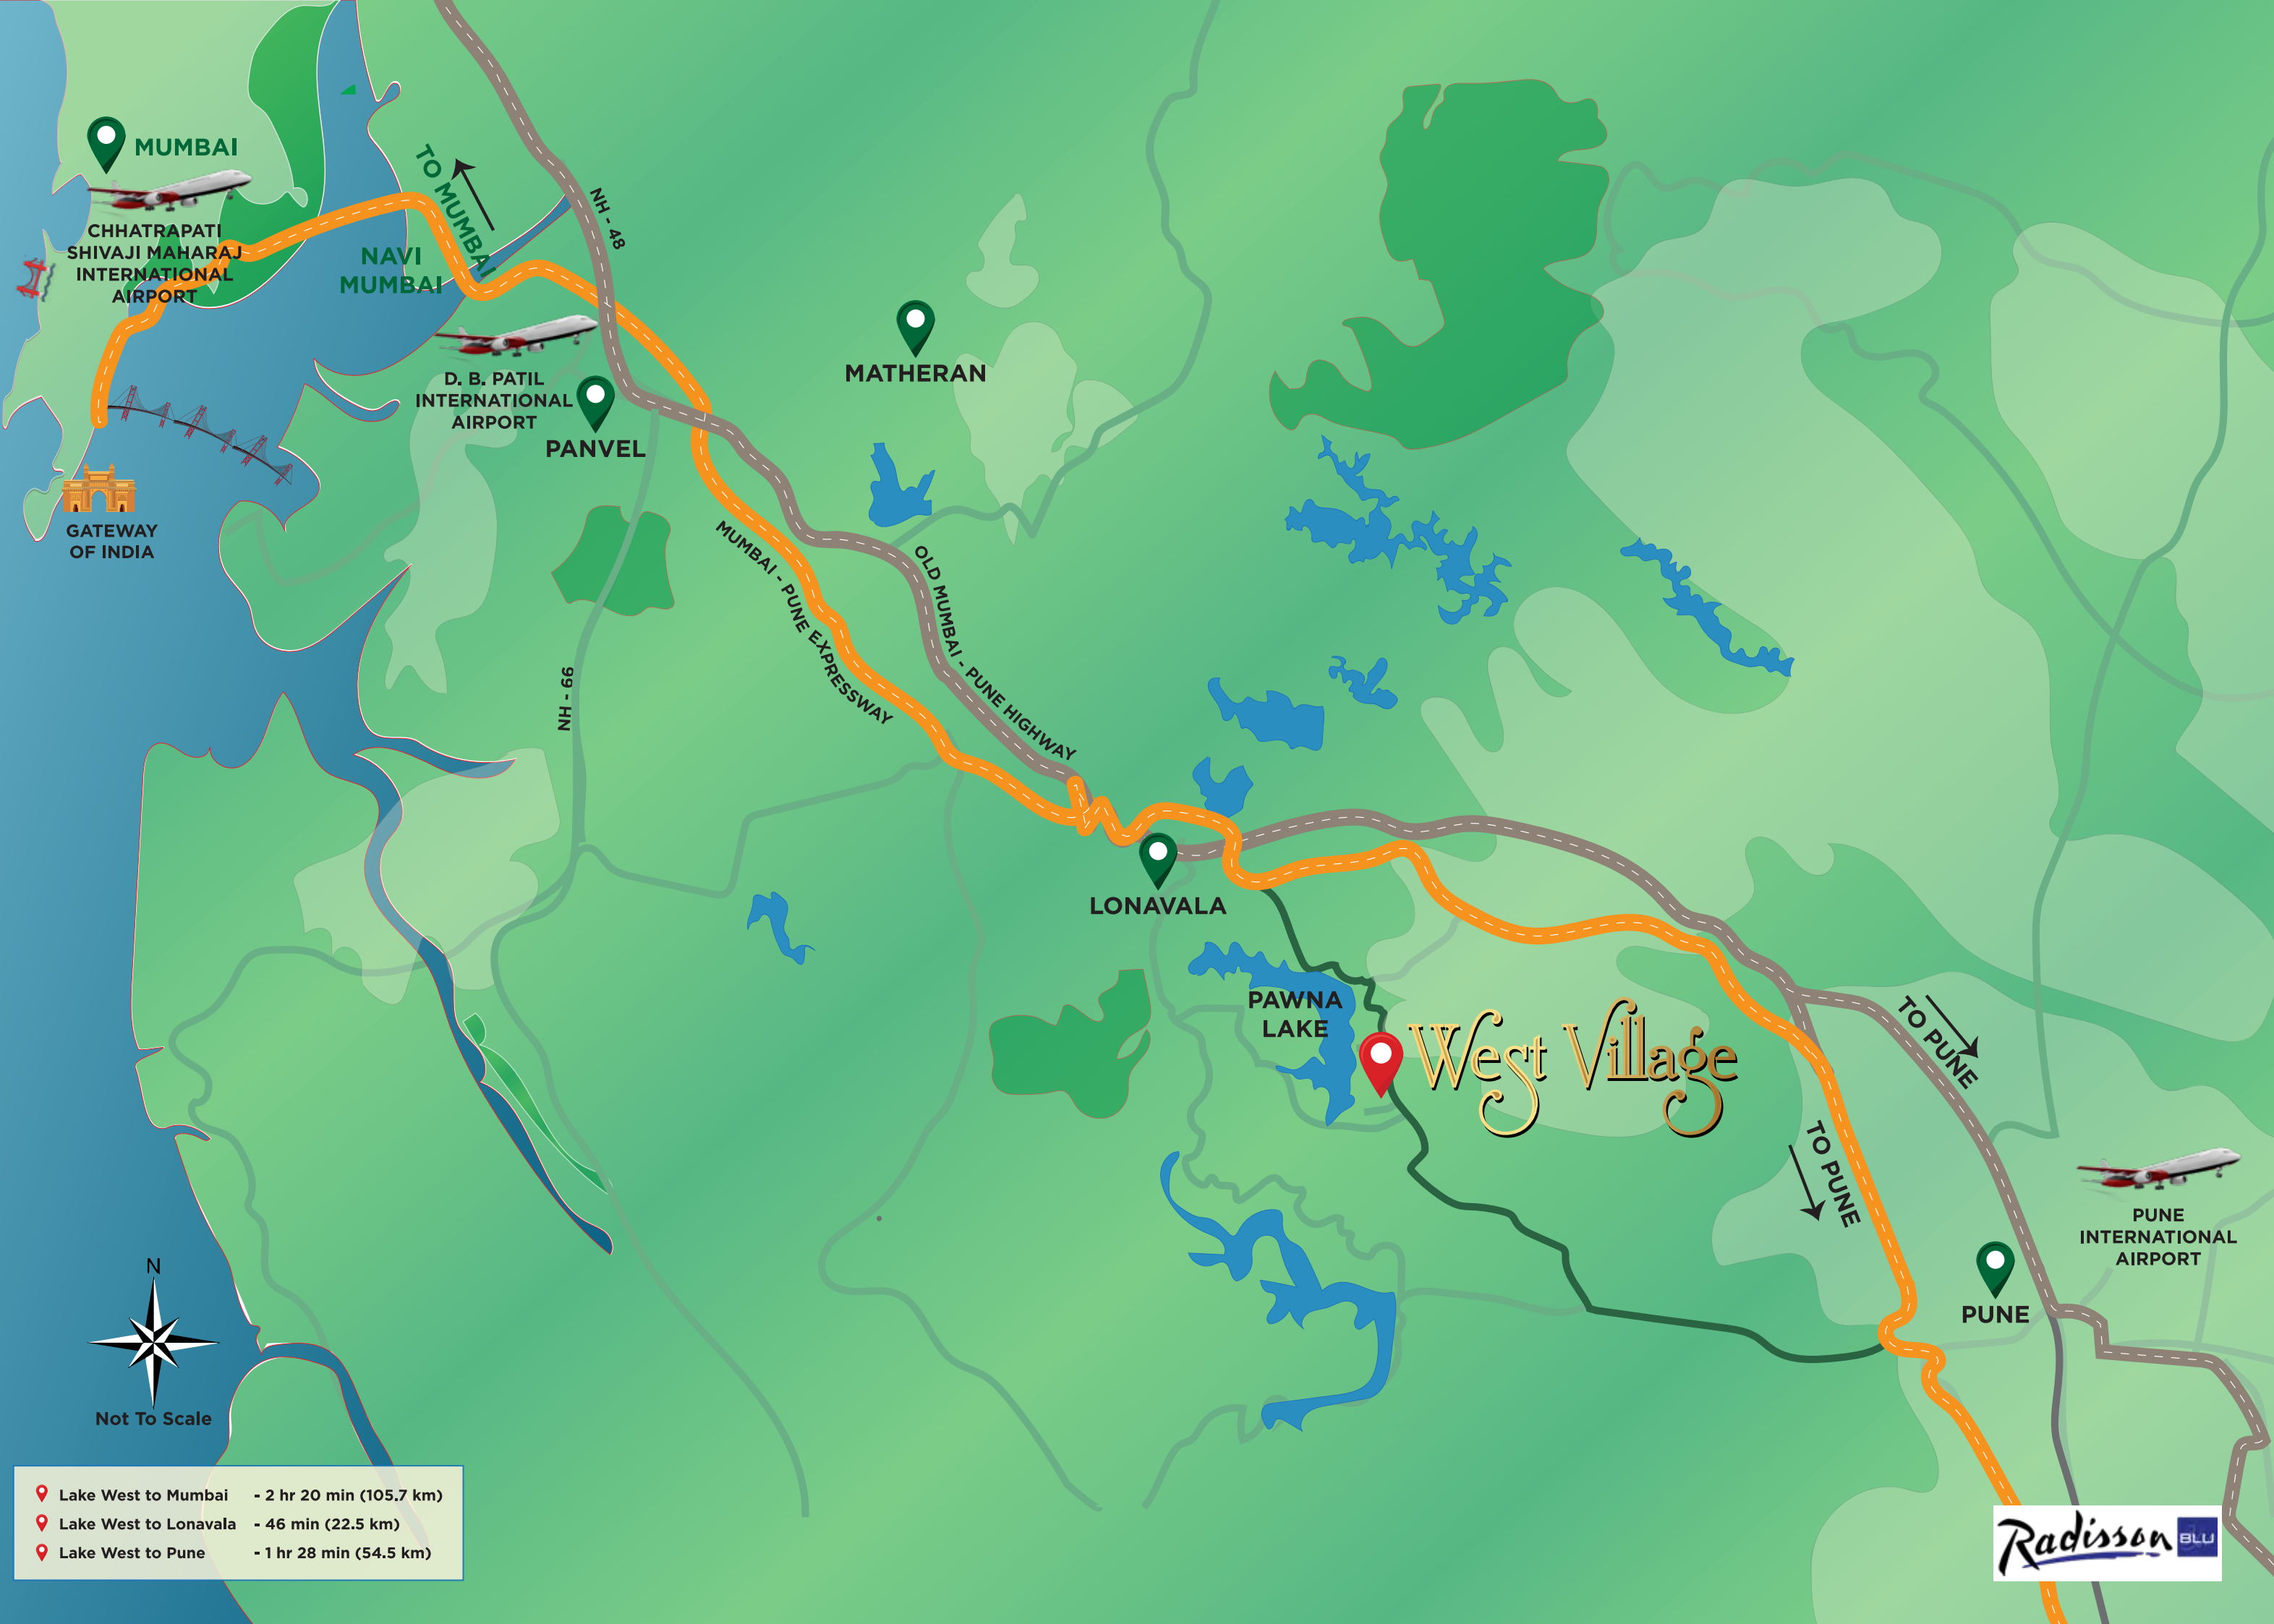 MUMBAI
CHHATRAPATI
SHIVAJI MAHARAJ
INTERNATIONAL
AIRPORT
TO MUMBAI
NAVI
MUMBAI
NH - 48
D. B. PATIL
INTERNATIONAL
AIRPORT
PANVEL
MATHERAN
GATEWAY
OF INDIA
MUMBAI - PUNE EXPRESSWAY
OLD MUMBAI - PUNE HIGHWAY
NH - 66
LONAVALA
PAWNA
LAKE
West Village
TO PUNE
TO PUNE
PUNE
INTERNATIONAL
AIRPORT
PUNE
N
Not To Scale
Lake West to Mumbai - 2 hr 20 min (105.7 km)
Lake West to Lonavala - 46 min (22.5 km)
Lake West to Pune - 1 hr 28 min (54.5 km)
Radisson BLU